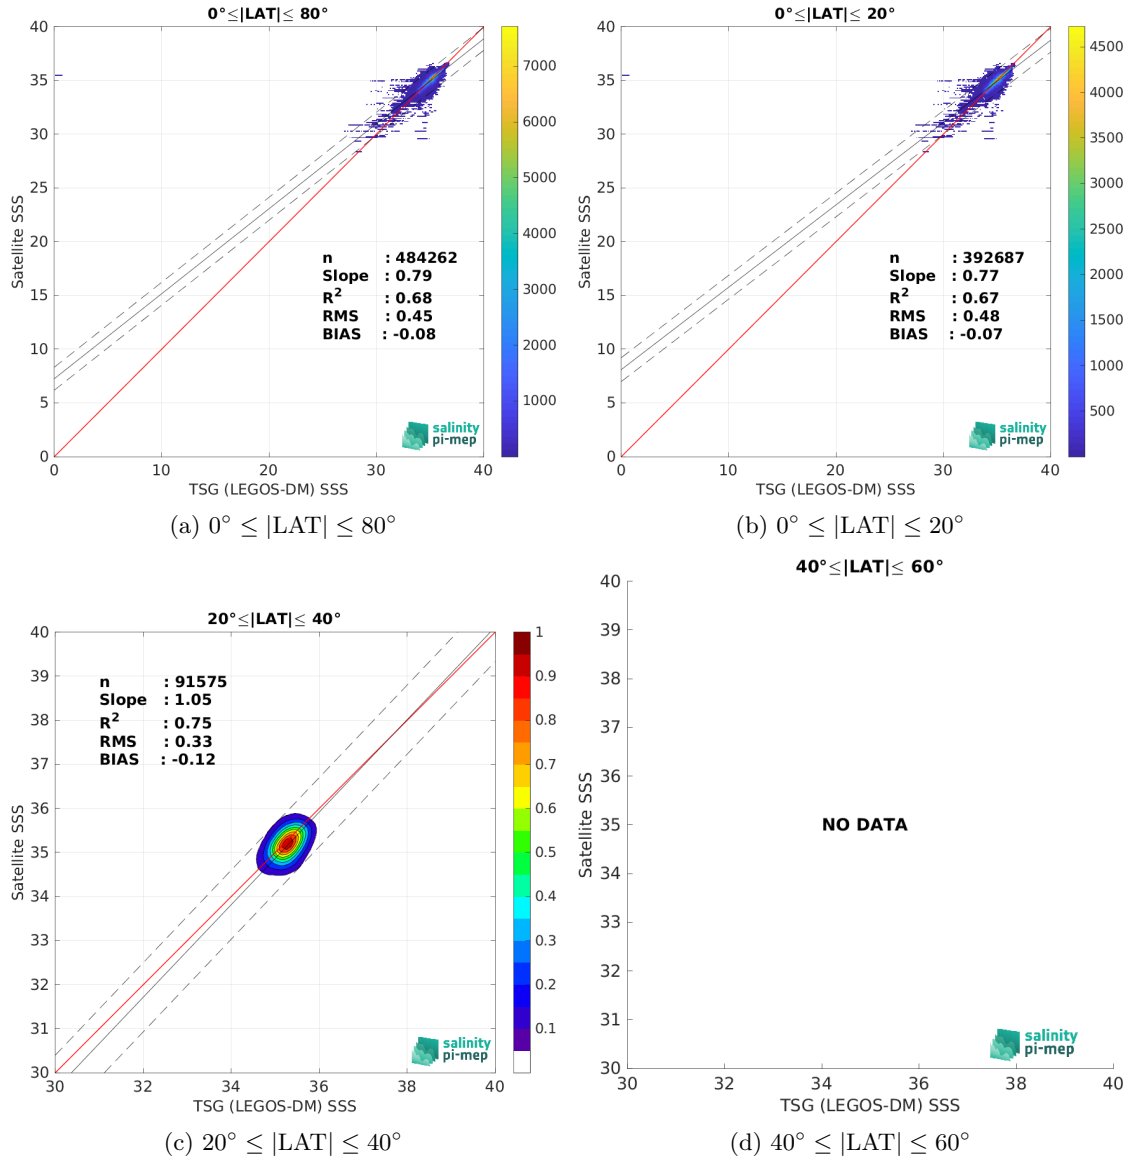 0°≤|LAT|≤ 80°
40
35
30
25
20
15
10
5
0
Satellite SSS
n : 484262
Slope : 0.79
R² : 0.68
RMS : 0.45
BIAS : -0.08
salinity
pi-mep
0 10 20 30 40
TSG (LEGOS-DM) SSS
7000
6000
5000
4000
3000
2000
1000
(a) 0° ≤ |LAT| ≤ 80°
0°≤|LAT|≤ 20°
40
35
30
25
20
15
10
5
0
Satellite SSS
n : 392687
Slope : 0.77
R² : 0.67
RMS : 0.48
BIAS : -0.07
salinity
pi-mep
0 10 20 30 40
TSG (LEGOS-DM) SSS
4500
4000
3500
3000
2500
2000
1500
1000
500
(b) 0° ≤ |LAT| ≤ 20°
20°≤|LAT|≤ 40°
40
39
38
37
36
35
34
33
32
31
30
Satellite SSS
n : 91575
Slope : 1.05
R² : 0.75
RMS : 0.33
BIAS : -0.12
salinity
pi-mep
30 32 34 36 38 40
TSG (LEGOS-DM) SSS
1
0.9
0.8
0.7
0.6
0.5
0.4
0.3
0.2
0.1
(c) 20° ≤ |LAT| ≤ 40°
40°≤|LAT|≤ 60°
40
39
38
37
36
35
34
33
32
31
30
Satellite SSS
NO DATA
salinity
pi-mep
30 32 34 36 38 40
TSG (LEGOS-DM) SSS
(d) 40° ≤ |LAT| ≤ 60°